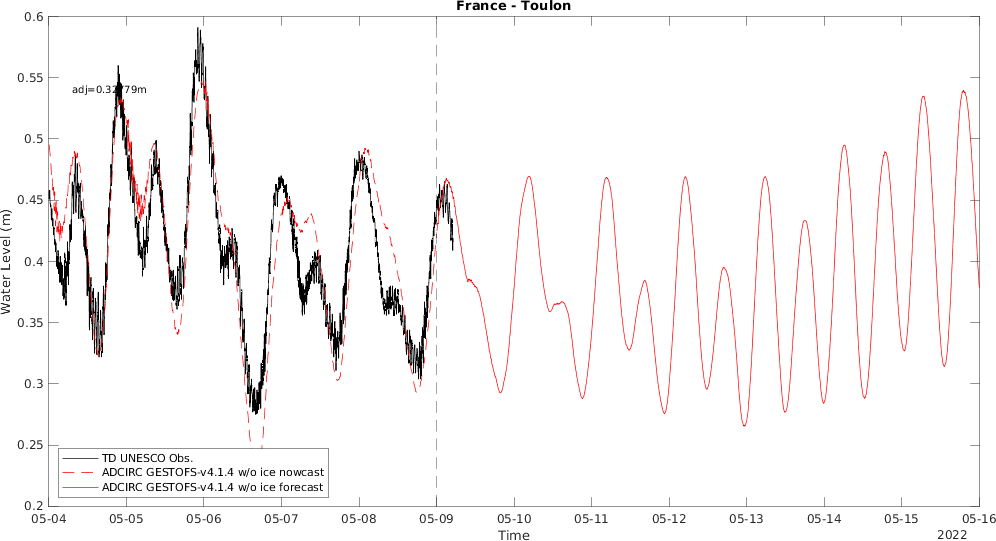 France - Toulon
0.6
0.55
0.5
0.45
0.4
0.35
0.3
0.25
0.2
Water Level (m)
TD UNESCO Obs.
ADCIRC GESTOFS-v4.1.4 w/o ice nowcast
ADCIRC GESTOFS-v4.1.4 w/o ice forecast
05-04 05-05 05-06 05-07 05-08 05-09 05-10 05-11 05-12 05-13 05-14 05-15 05-16
Time
2022